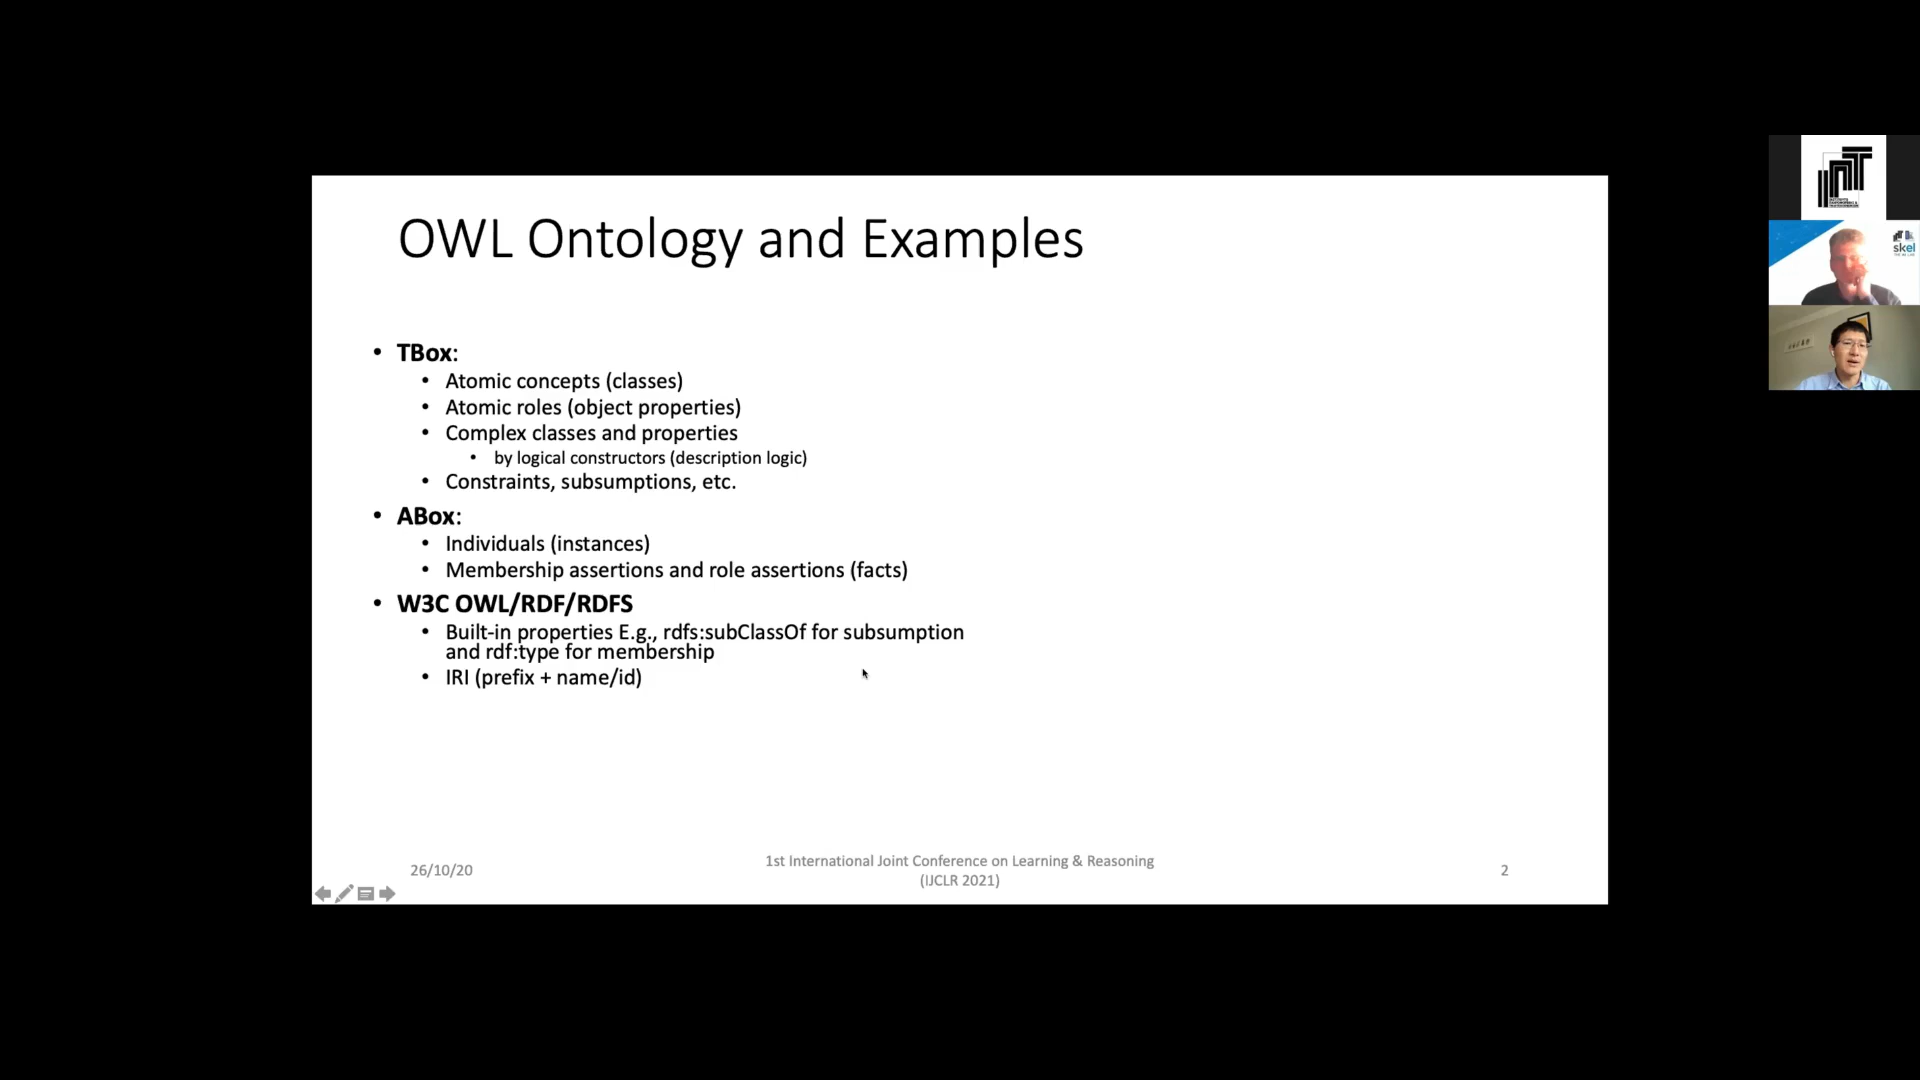 OWL Ontology and Examples
• TBox:
• Atomic concepts (classes)
• Atomic roles (object properties)
• Complex classes and properties
• by logical constructors (description logic)
• Constraints, subsumptions, etc.
• ABox:
• Individuals (instances)
• Membership assertions and role assertions (facts)
• W3C OWL/RDF/RDFS
• Built-in properties E.g., rdfs:subClassOf for subsumption
and rdf:type for membership
• IRI (prefix + name/id)
26/10/20
1st International Joint Conference on Learning & Reasoning
(IJCLR 2021)
2
skel